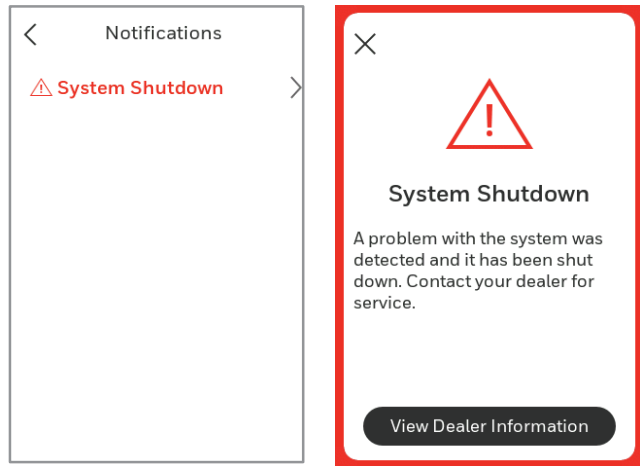 Notifications
System Shutdown
System Shutdown
A problem with the system was
detected and it has been shut
down. Contact your dealer for
service.
View Dealer Information